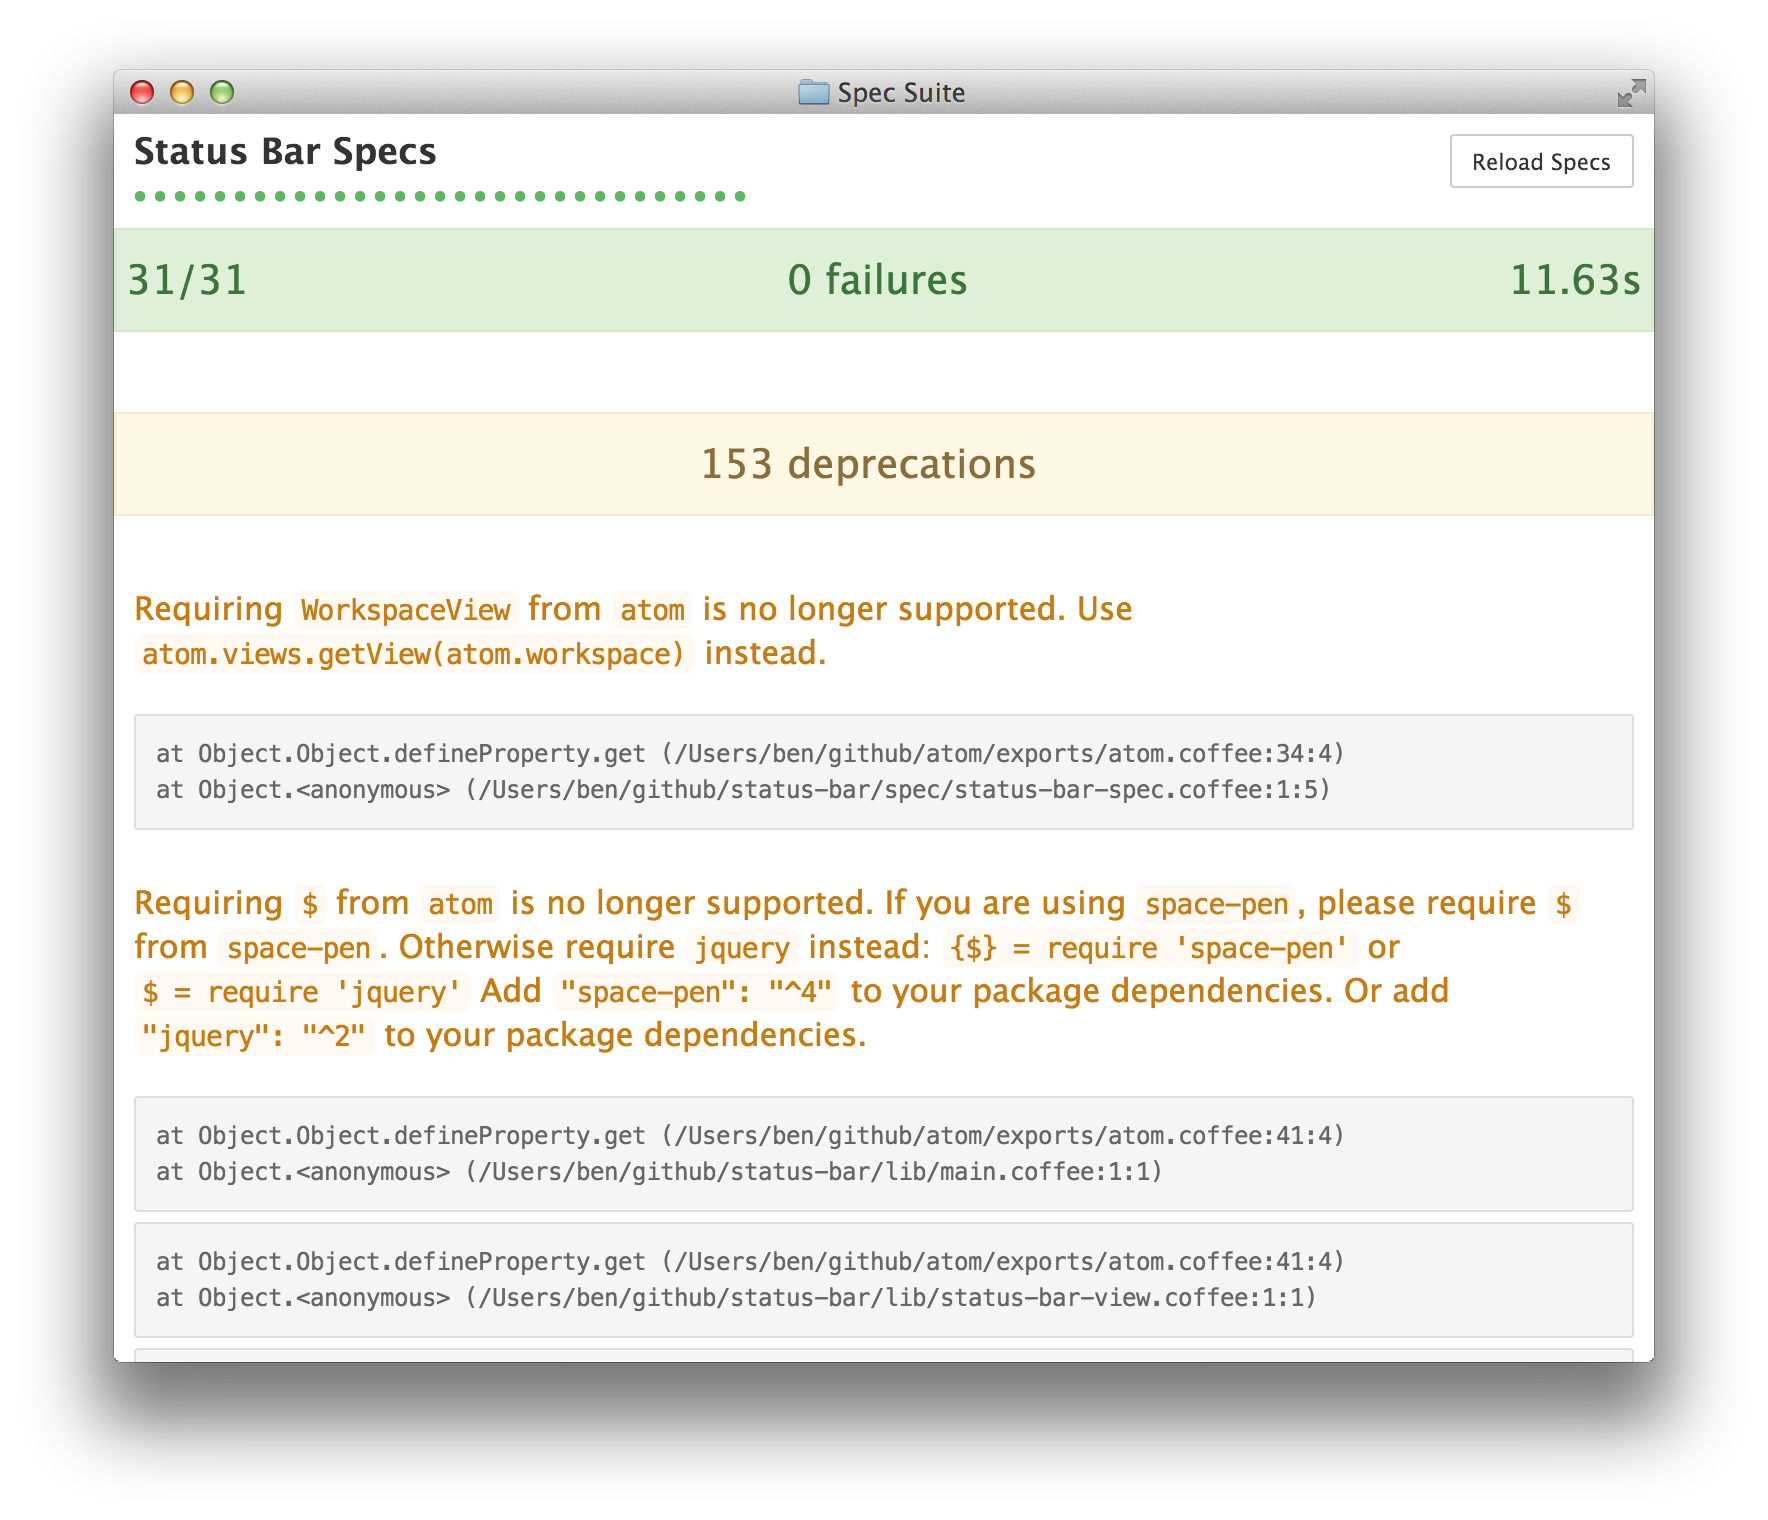 Spec Suite
Status Bar Specs
Reload Specs
31/31 0 failures 11.63s
153 deprecations
Requiring WorkspaceView from atom is no longer supported. Use
atom.views.getView(atom.workspace) instead.
at Object.Object.defineProperty.get (/Users/ben/github/atom/exports/atom.coffee:34:4)
at Object.<anonymous> (/Users/ben/github/status-bar/spec/status-bar-spec.coffee:1:5)
Requiring $ from atom is no longer supported. If you are using space-pen, please require $
from space-pen. Otherwise require jquery instead: {$} = require 'space-pen' or
$ = require 'jquery' Add "space-pen": "^4" to your package dependencies. Or add
"jquery": "^2" to your package dependencies.
at Object.Object.defineProperty.get (/Users/ben/github/atom/exports/atom.coffee:41:4)
at Object.<anonymous> (/Users/ben/github/status-bar/lib/main.coffee:1:1)
at Object.Object.defineProperty.get (/Users/ben/github/atom/exports/atom.coffee:41:4)
at Object.<anonymous> (/Users/ben/github/status-bar/lib/status-bar-view.coffee:1:1)